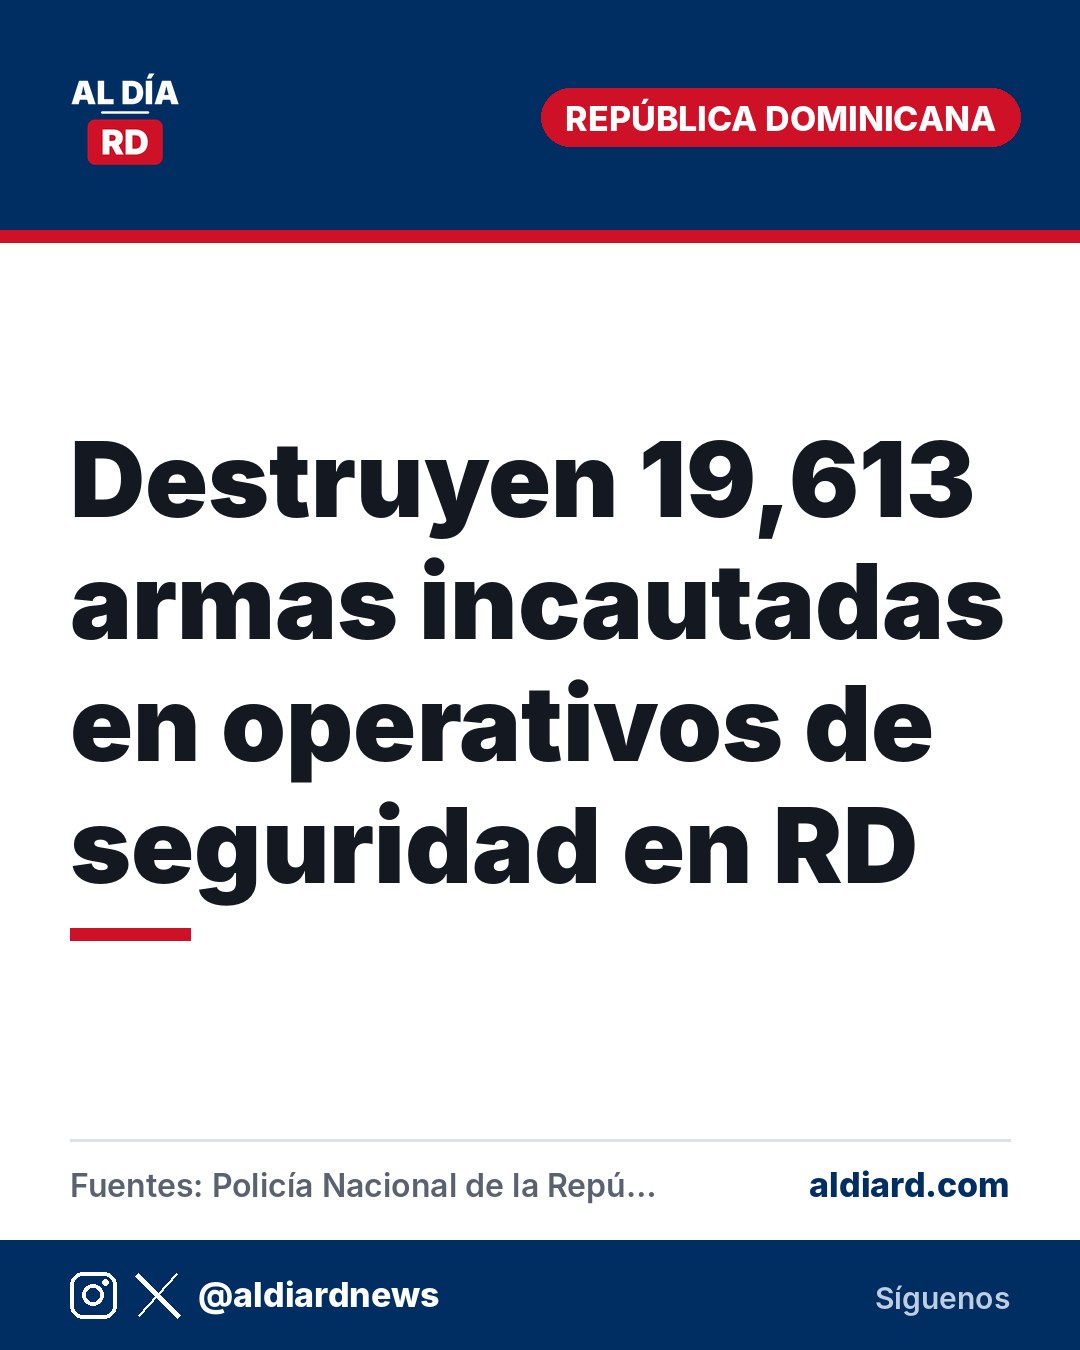 AL DÍA
RD
REPÚBLICA DOMINICANA
Destruyen 19,613
armas incautadas
en operativos de
seguridad en RD
Fuentes: Policía Nacional de la Repú...
aldiard.com
@aldiardnews
Síguenos